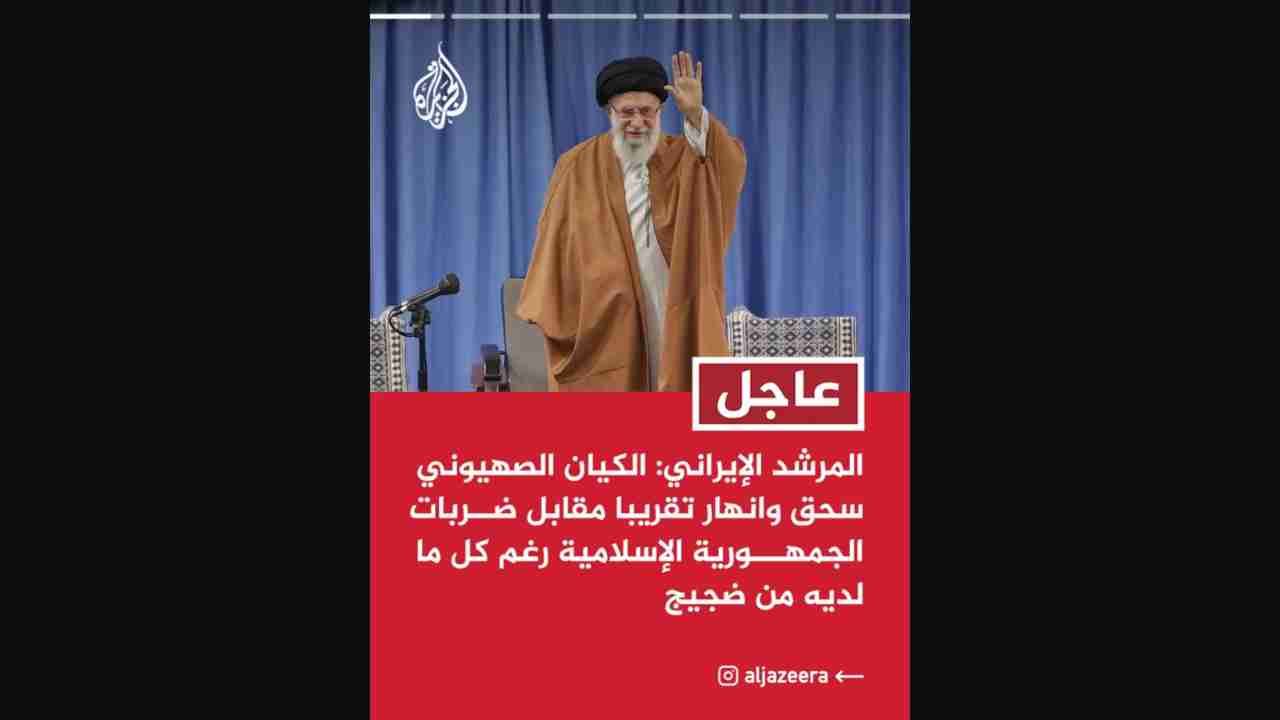 الجزيرة
عاجل
المرشد الإيراني: الكيان الصهيوني
سحق وانهار تقريبا مقابل ضـربات
الجمهـورية الإسلامية رغم كل ما
لديه من ضجيج
aljazeera